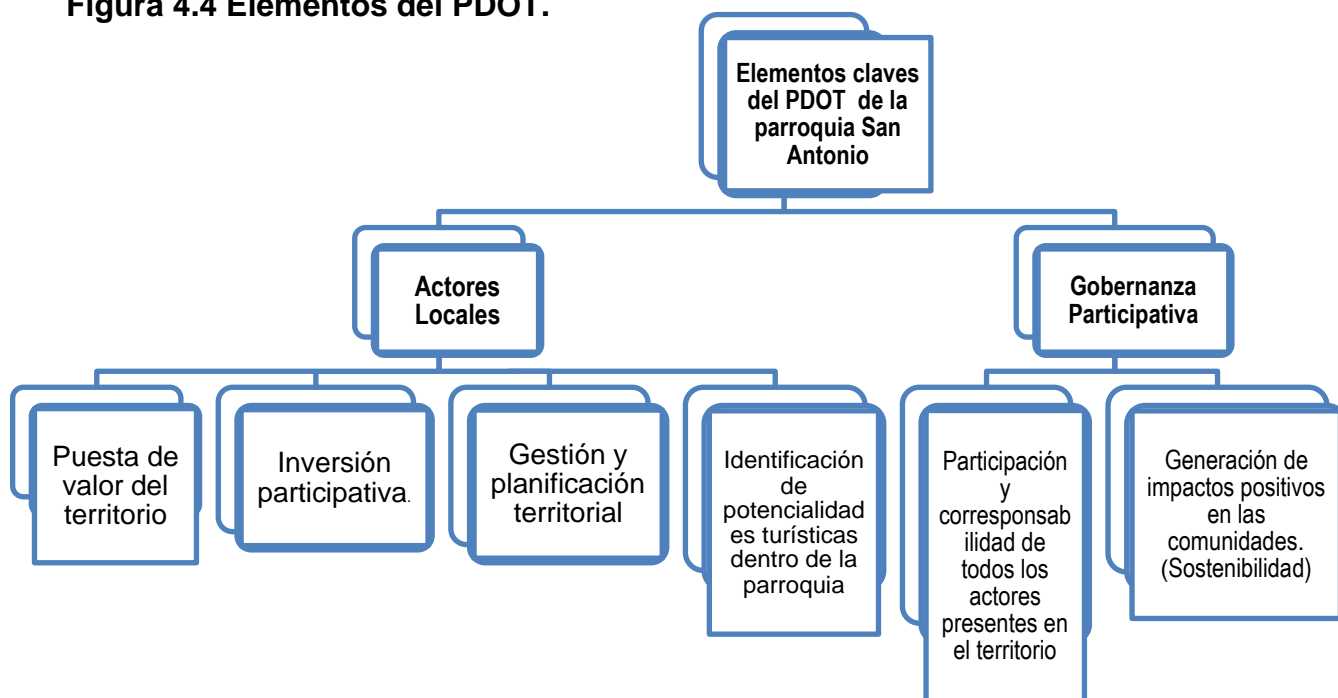 Figura 4.4 Elementos del PDOT.
Elementos claves
del PDOT de la
parroquia San
Antonio
Actores
Locales
Gobernanza
Participativa
Puesta de
valor del
territorio
Inversión
participativa.
Gestión y
planificación
territorial
Identificación
de
potencialidad
es turísticas
dentro de la
parroquia
Participación
y
corresponsab
ilidad de
todos los
actores
presentes en
el territorio
Generación de
impactos positivos
en las
comunidades.
(Sostenibilidad)